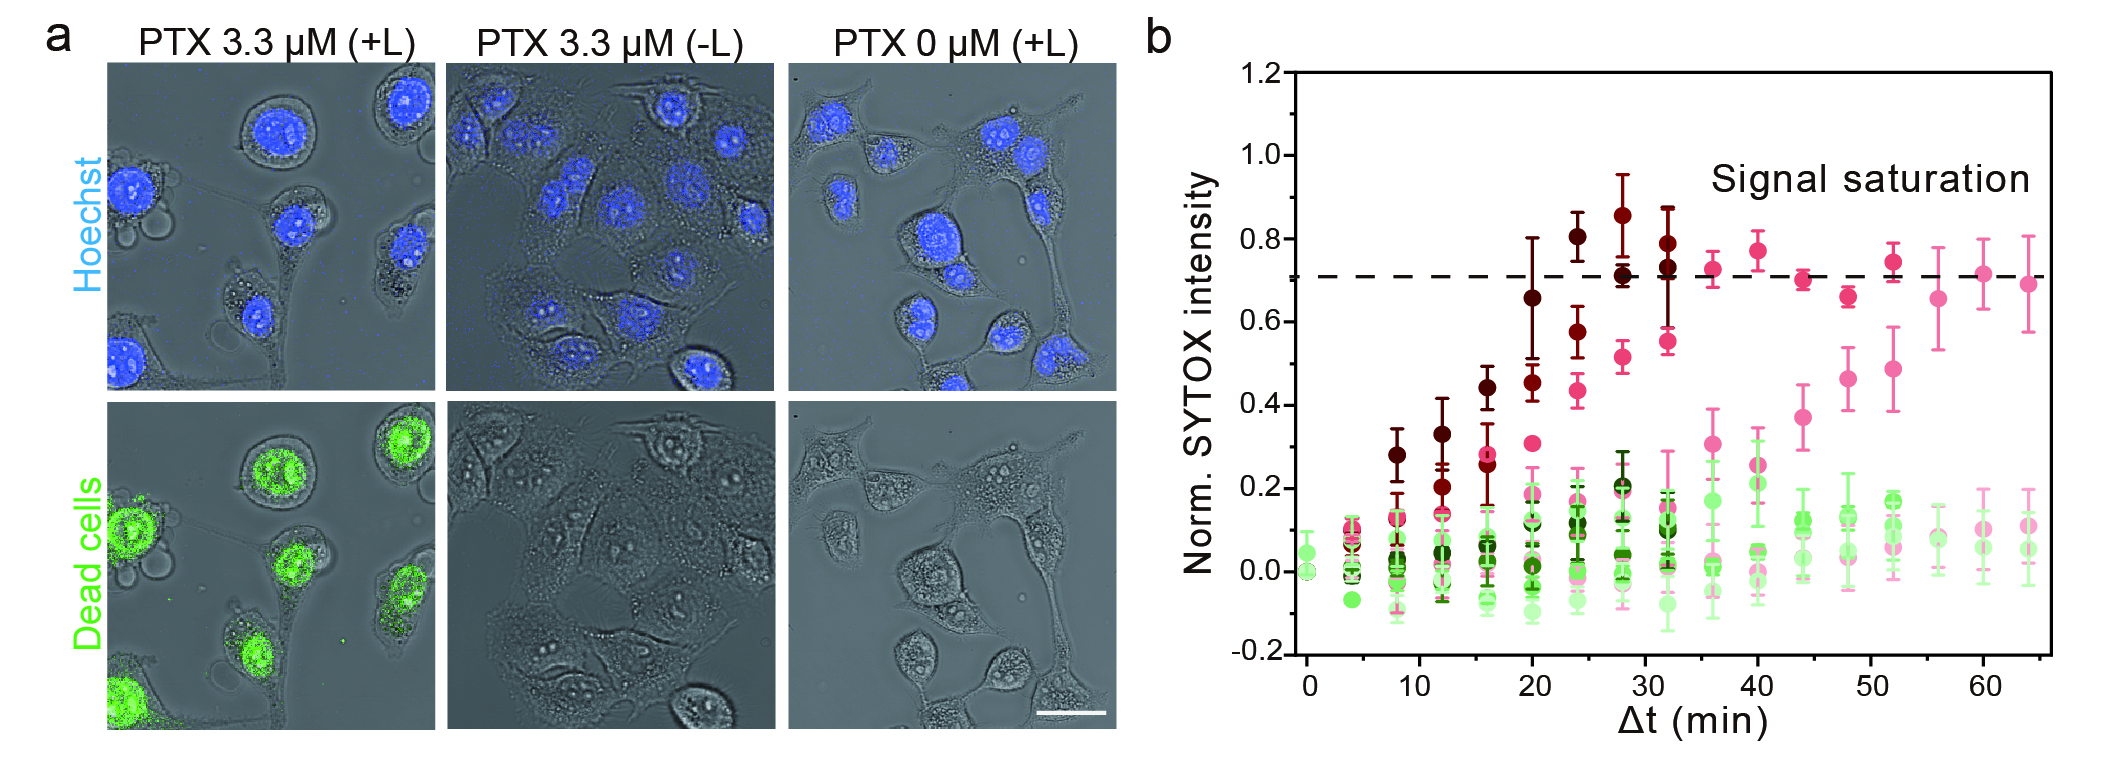 a
PTX 3.3 µM (+L)
PTX 3.3 µM (-L)
PTX 0 µM (+L)
Hoechst
Dead cells
b
Norm. SYTOX intensity
1.2
1.0
0.8
0.6
0.4
0.2
0.0
-0.2
Signal saturation
0 10 20 30 40 50 60
Δt (min)